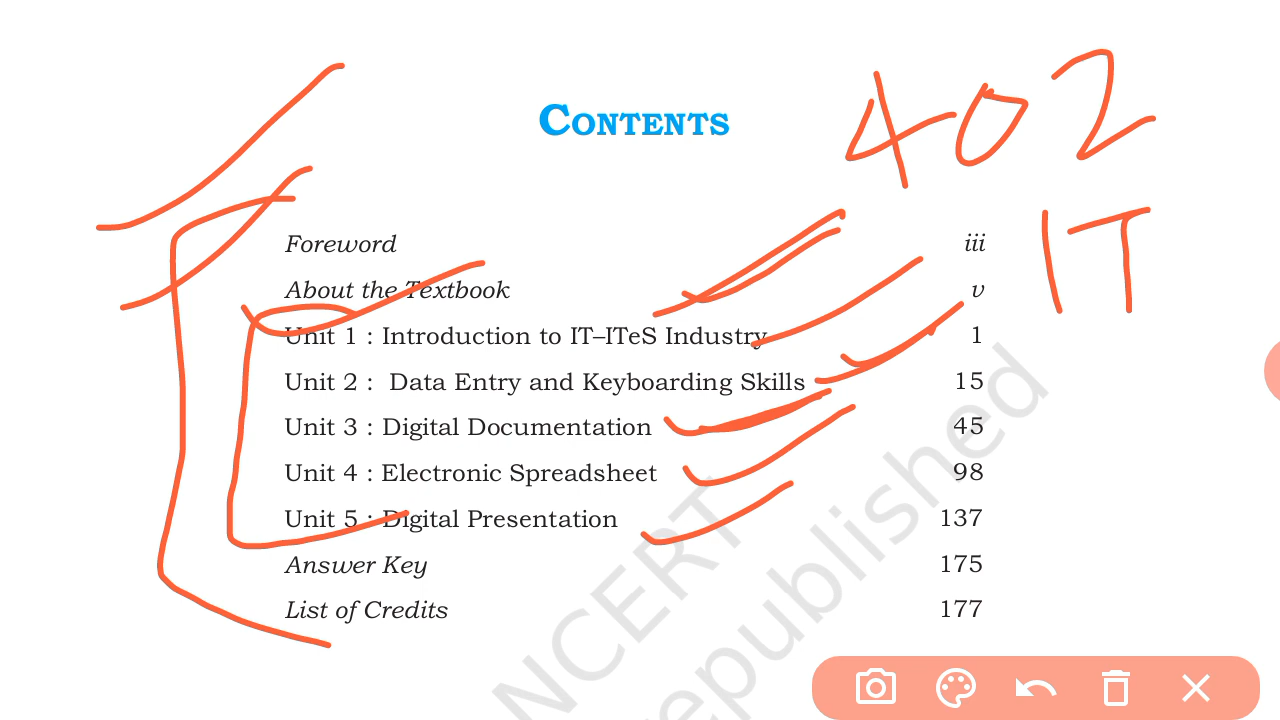 402
CONTENTS
IT
Foreword iii
About the Textbook v
Unit 1 : Introduction to IT–ITeS Industry 1
Unit 2 : Data Entry and Keyboarding Skills 15
Unit 3 : Digital Documentation 45
Unit 4 : Electronic Spreadsheet 98
Unit 5 : Digital Presentation 137
Answer Key 175
List of Credits 177
NCERT
republished